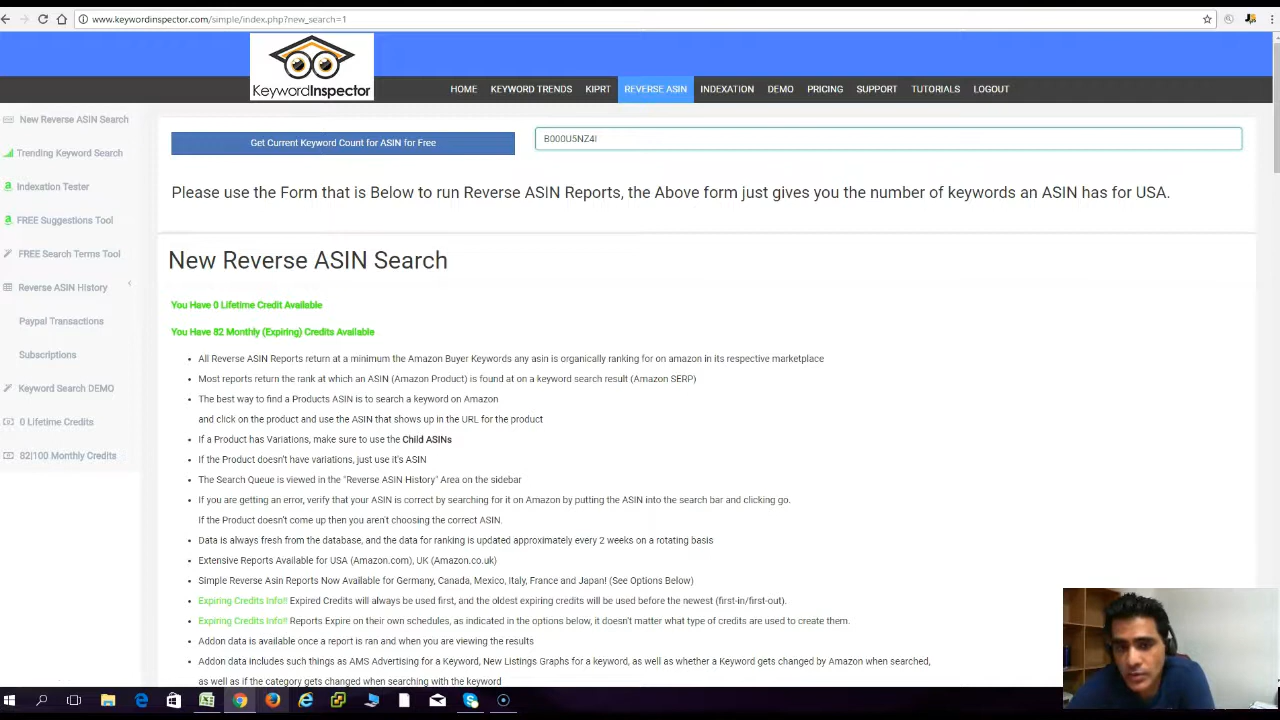 www.keywordinspector.com/simple/index.php?new_search=1
KeywordInspector
HOME KEYWORD TRENDS KIPRT REVERSE ASIN INDEXATION DEMO PRICING SUPPORT TUTORIALS LOGOUT
New Reverse ASIN Search
Trending Keyword Search
Indexation Tester
FREE Suggestions Tool
FREE Search Terms Tool
Reverse ASIN History
Paypal Transactions
Subscriptions
Keyword Search DEMO
0 Lifetime Credits
82|100 Monthly Credits
Get Current Keyword Count for ASIN for Free
B000U5NZ4I
Please use the Form that is Below to run Reverse ASIN Reports, the Above form just gives you the number of keywords an ASIN has for USA.
New Reverse ASIN Search
You Have 0 Lifetime Credit Available
You Have 82 Monthly (Expiring) Credits Available
All Reverse ASIN Reports return at a minimum the Amazon Buyer Keywords any asin is organically ranking for on amazon in its respective marketplace
Most reports return the rank at which an ASIN (Amazon Product) is found at on a keyword search result (Amazon SERP)
The best way to find a Products ASIN is to search a keyword on Amazon
and click on the product and use the ASIN that shows up in the URL for the product
If a Product has Variations, make sure to use the Child ASINs
If the Product doesn't have variations, just use it's ASIN
The Search Queue is viewed in the "Reverse ASIN History" Area on the sidebar
If you are getting an error, verify that your ASIN is correct by searching for it on Amazon by putting the ASIN into the search bar and clicking go.
If the Product doesn't come up then you aren't choosing the correct ASIN.
Data is always fresh from the database, and the data for ranking is updated approximately every 2 weeks on a rotating basis
Extensive Reports Available for USA (Amazon.com), UK (Amazon.co.uk)
Simple Reverse Asin Reports Now Available for Germany, Canada, Mexico, Italy, France and Japan! (See Options Below)
Expiring Credits Info!! Expired Credits will always be used first, and the oldest expiring credits will be used before the newest (first-in/first-out).
Expiring Credits Info!! Reports Expire on their own schedules, as indicated in the options below, it doesn't matter what type of credits are used to create them.
Addon data is available once a report is ran and when you are viewing the results
Addon data includes such things as AMS Advertising for a Keyword, New Listings Graphs for a keyword, as well as whether a Keyword gets changed by Amazon when searched,
as well as if the category gets changed when searching with the keyword